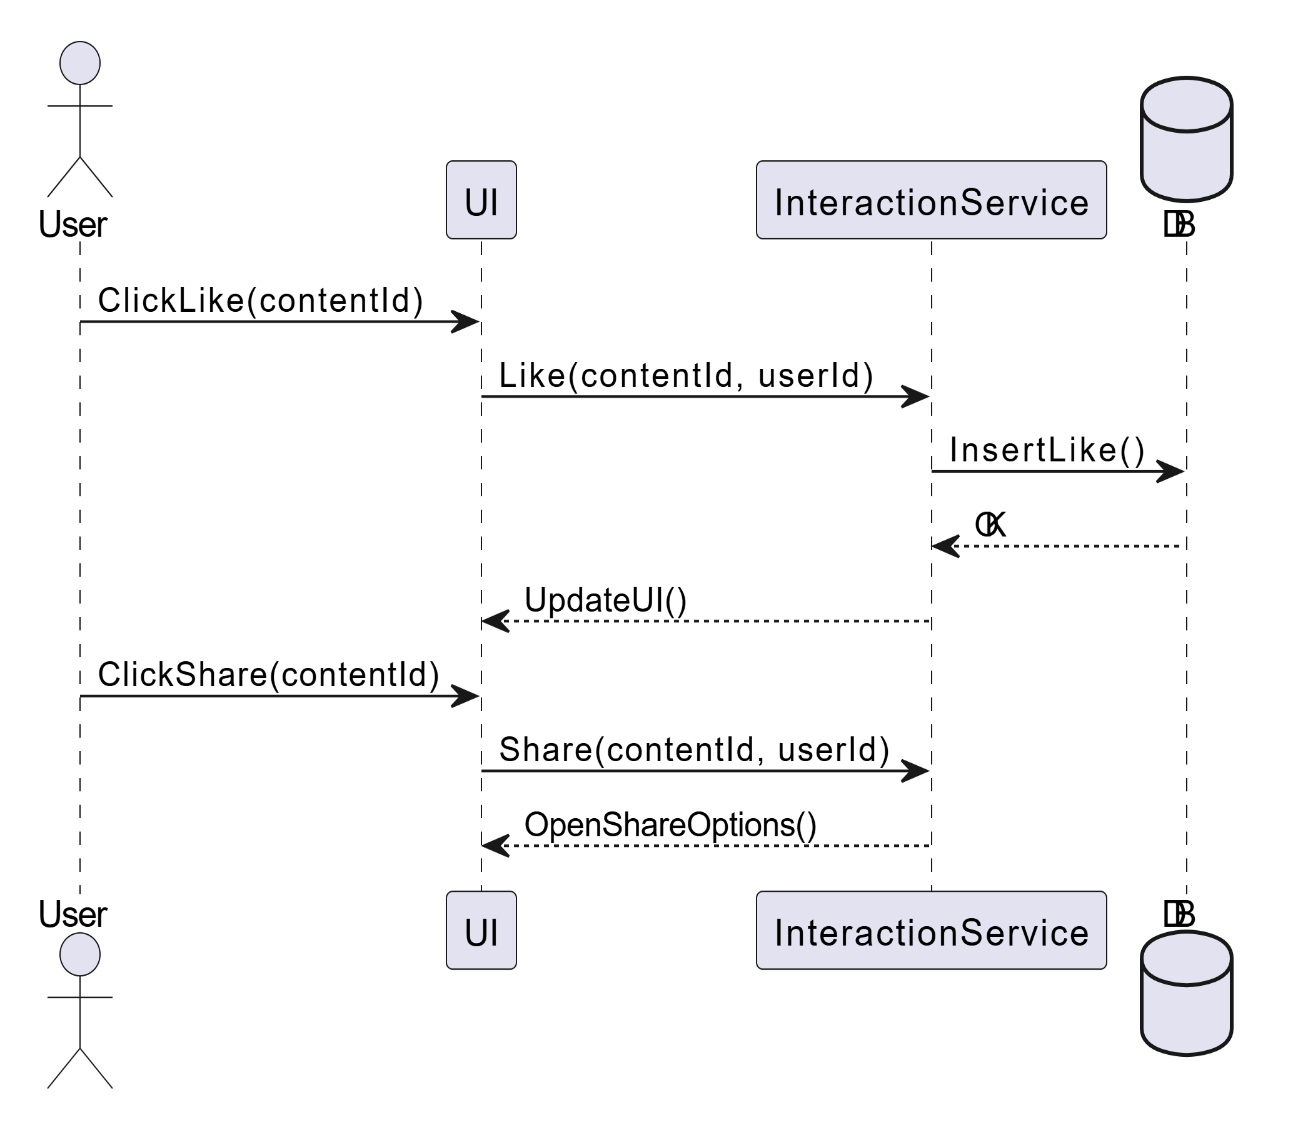 User
UI
InteractionService
DB
ClickLike(contentId)
Like(contentId, userId)
InsertLike()
OK
UpdateUI()
ClickShare(contentId)
Share(contentId, userId)
OpenShareOptions()
User
UI
InteractionService
DB